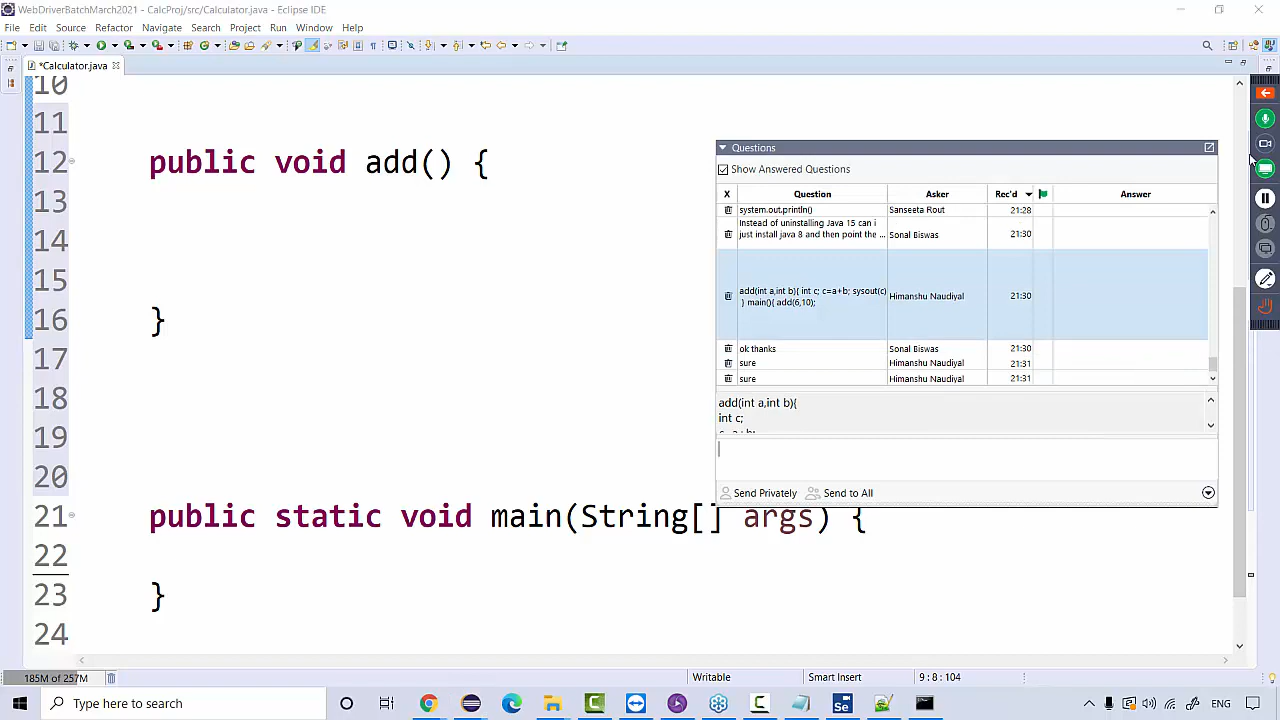 WebDriverBatchMarch2021 - CalcProj/src/Calculator.java - Eclipse IDE
File Edit Source Refactor Navigate Search Project Run Window Help
*Calculator.java
10
11
12 public void add() {
13
14
15
16 }
17
18
19
20
21 public static void main(String[] args) {
22
23 }
24
Questions
Show Answered Questions
X Question Asker Rec'd Answer
system.out.println() Sanseeta Rout 21:28
Instead of uninstalling Java 15 can i
just install java 8 and then point the ... Sonal Biswas 21:30
add(int a,int b){ int c; c=a+b; sysout(c)
} main(){ add(6,10); Himanshu Naudiyal 21:30
ok thanks Sonal Biswas 21:30
sure Himanshu Naudiyal 21:31
sure Himanshu Naudiyal 21:31
add(int a,int b){
int c;
Send Privately Send to All
185M of 257M Writable Smart Insert 9 : 8 : 104
Type here to search
Se
ENG